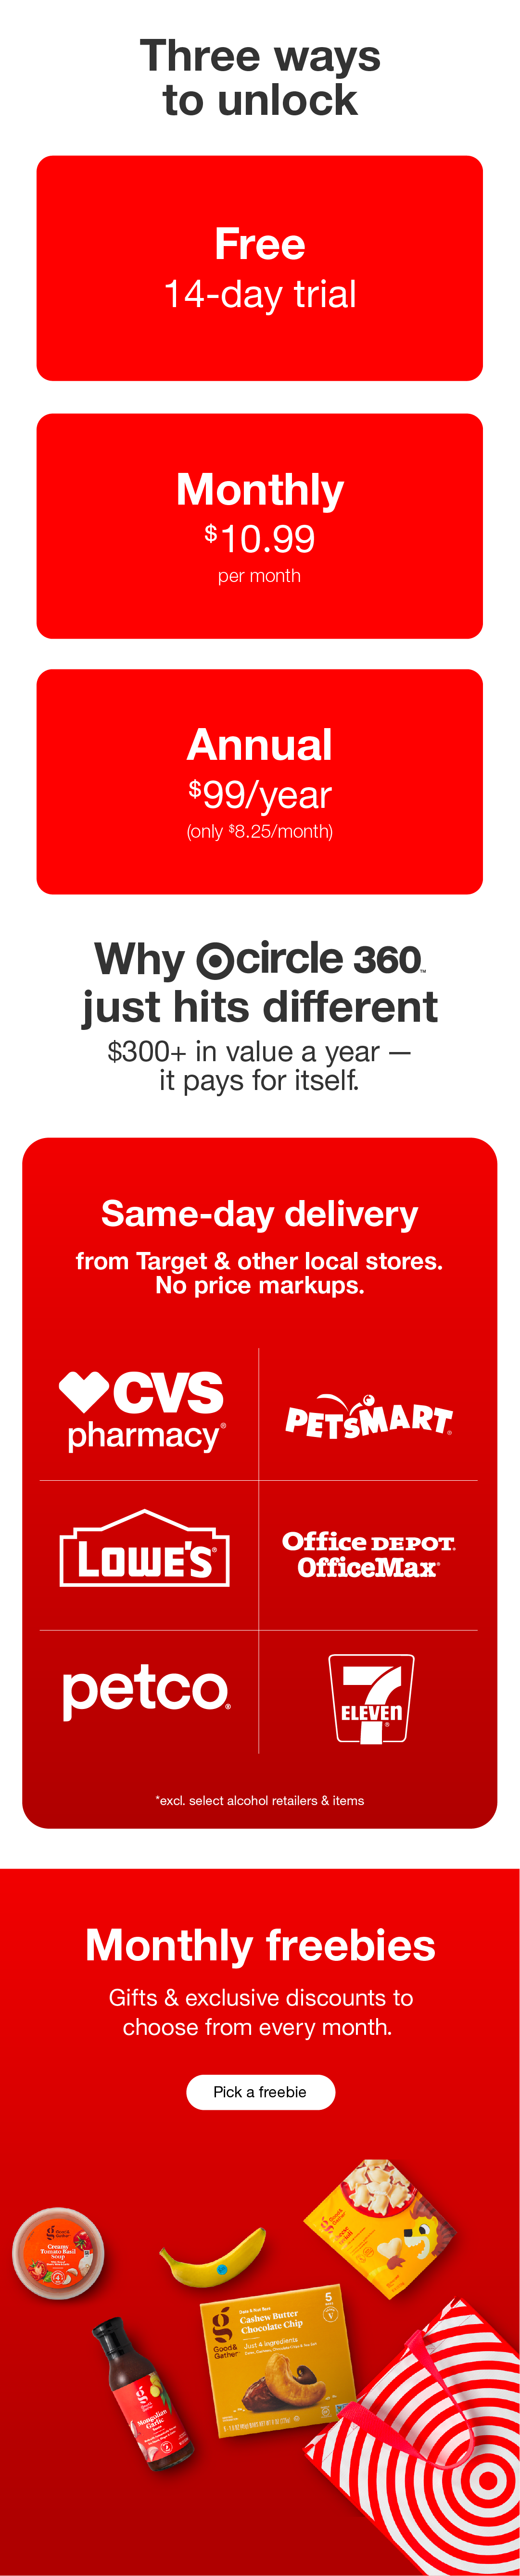 Three ways
to unlock
Free
14-day trial
Monthly
$10.99
per month
Annual
$99/year
(only $8.25/month)
Why circle 360™
just hits different
$300+ in value a year —
it pays for itself.
Same-day delivery
from Target & other local stores.
No price markups.
CVS
pharmacy®
PETSMART®
LOWE'S®
Office DEPOT®
OfficeMax®
petco®
7
ELEVEn
®
*excl. select alcohol retailers & items
Monthly freebies
Gifts & exclusive discounts to
choose from every month.
Pick a freebie
Good &
Gather
Creamy
Tomato Basil
Soup
5
Cashew Butter
Chocolate Chip
Just 4 Ingredients
Good &
Gather
Mongolian
Garlic